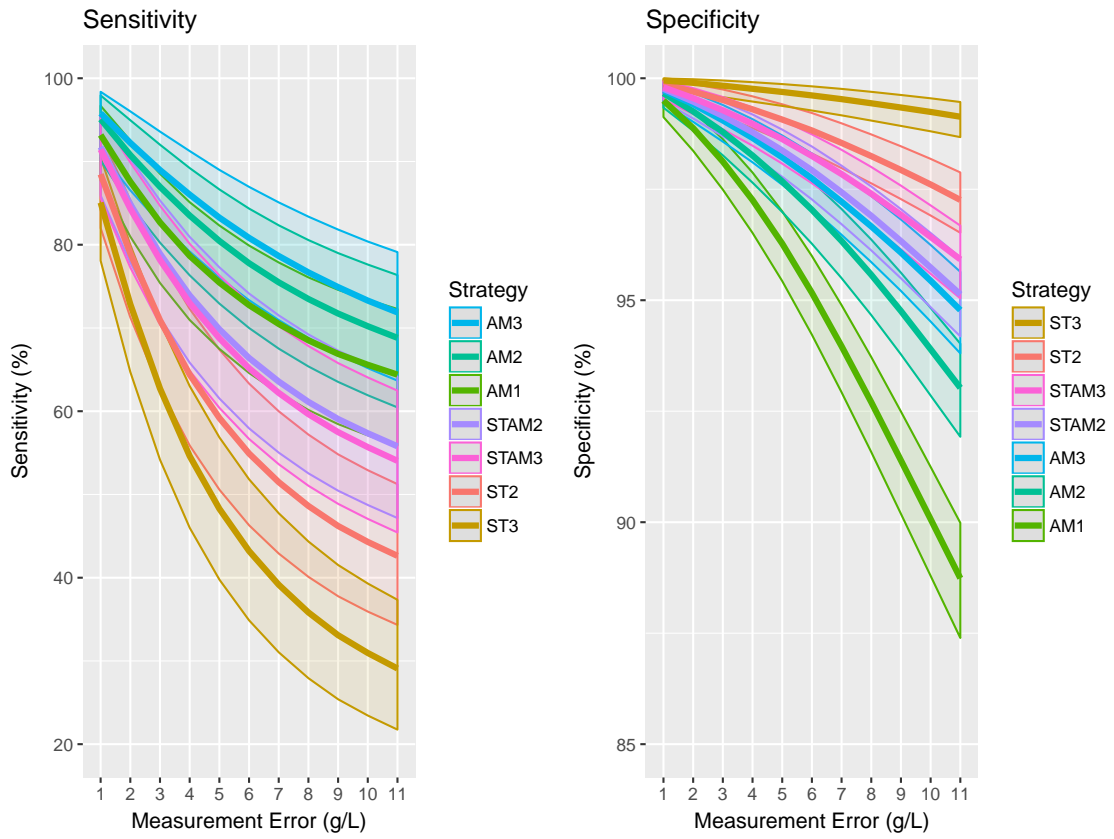 Sensitivity
Sensitivity (%)
100
80
60
40
20
1 2 3 4 5 6 7 8 9 10 11
Measurement Error (g/L)
Strategy
AM3
AM2
AM1
STAM2
STAM3
ST2
ST3
Specificity
Specificity (%)
100
95
90
85
1 2 3 4 5 6 7 8 9 10 11
Measurement Error (g/L)
Strategy
ST3
ST2
STAM3
STAM2
AM3
AM2
AM1